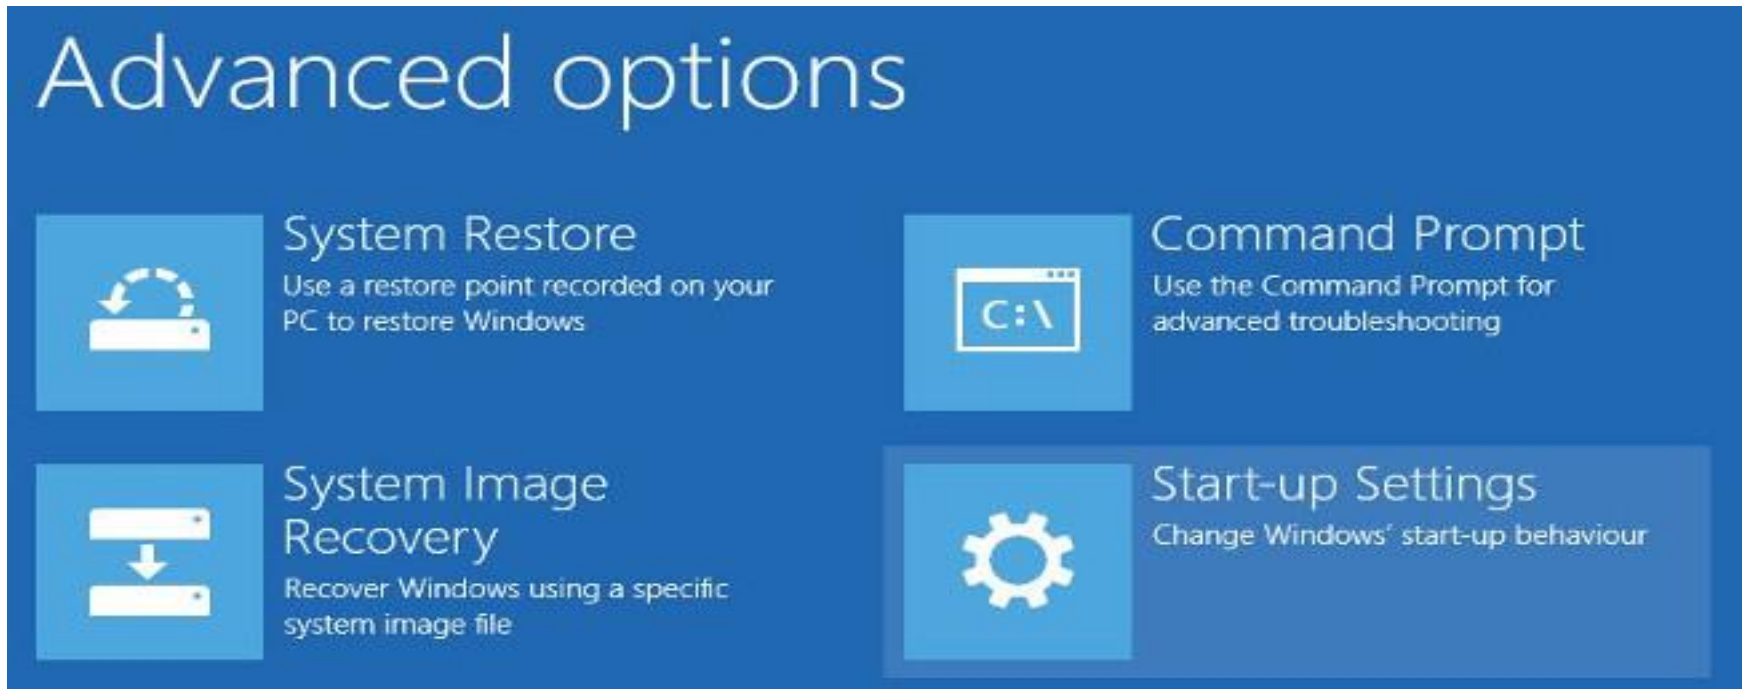 Advanced options
System Restore
Use a restore point recorded on your
PC to restore Windows
Command Prompt
Use the Command Prompt for
advanced troubleshooting
C:\
System Image
Recovery
Recover Windows using a specific
system image file
Start-up Settings
Change Windows' start-up behaviour